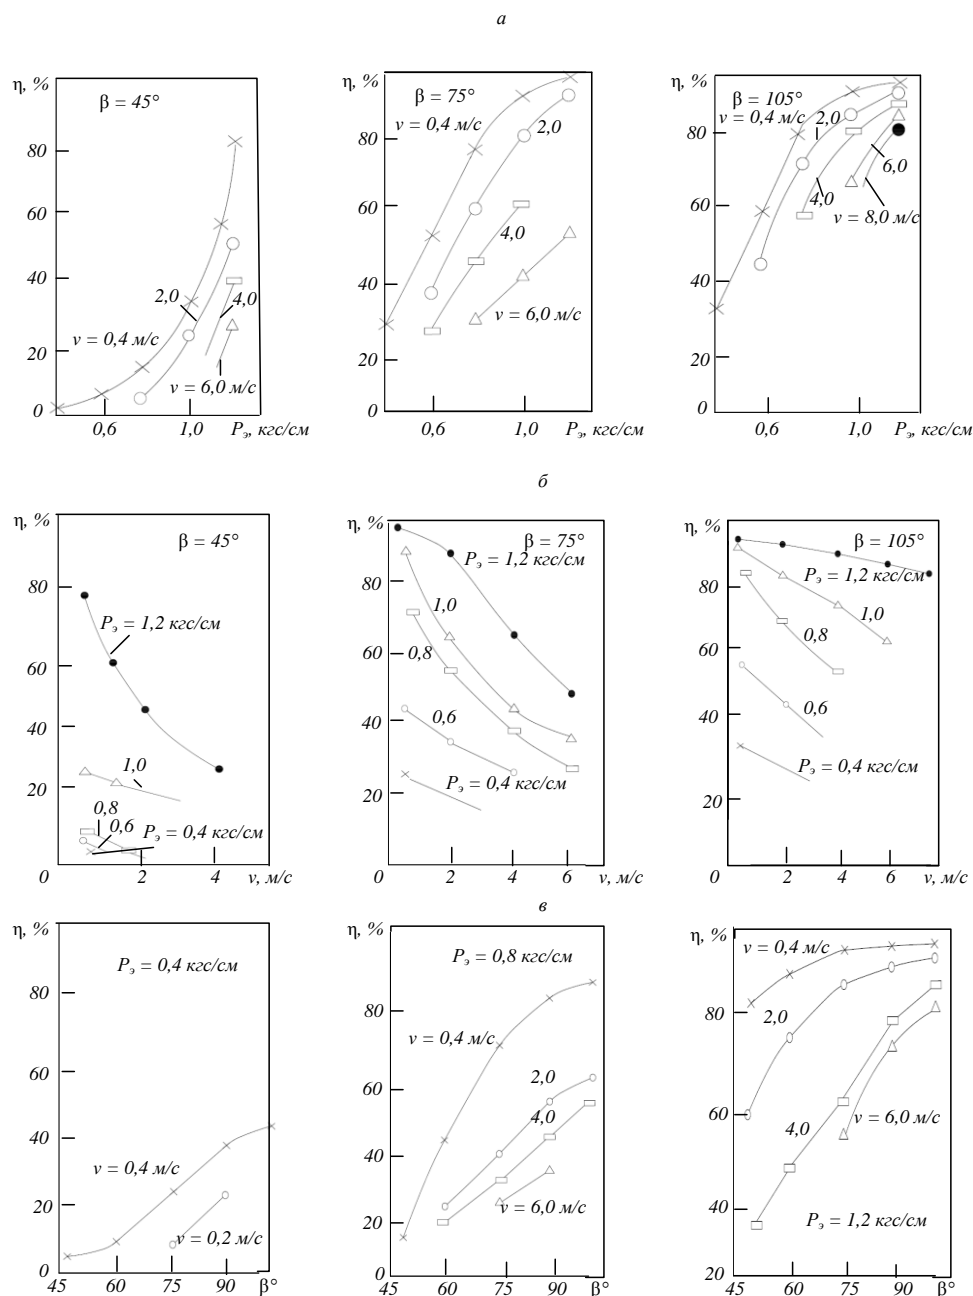 а
η, %
β = 45°
80
60
40
20
0
2,0
4,0
v = 0,4 м/с
v = 6,0 м/с
0,6
1,0
Pэ, кгс/см
η, %
β = 75°
v = 0,4 м/с
2,0
80
60
4,0
40
v = 6,0 м/с
20
0
0,6
1,0
Pэ, кгс/см
η, %
β = 105°
v = 0,4 м/с
2,0
80
6,0
4,0
60
v = 8,0 м/с
40
20
0
0,6
1,0
Pэ, кгс/см
б
η, %
β = 45°
80
Pэ = 1,2 кгс/см
60
40
1,0
20
0,8
0,6
Pэ = 0,4 кгс/см
0
2
4
v, м/с
η, %
β = 75°
Pэ = 1,2 кгс/см
80
1,0
0,8
60
0,6
40
Pэ = 0,4 кгс/см
20
0
2
4
6
v, м/с
η, %
β = 105°
Pэ = 1,2 кгс/см
80
1,0
0,8
60
0,6
40
Pэ = 0,4 кгс/см
20
0
2
4
6
v, м/с
в
η, %
Pэ = 0,4 кгс/см
80
60
40
v = 0,4 м/с
20
v = 0,2 м/с
0
45
60
75
90
β°
η, %
Pэ = 0,8 кгс/см
80
v = 0,4 м/с
2,0
60
4,0
40
v = 6,0 м/с
20
0
45
60
75
90
β°
η, %
v = 0,4 м/с
80
2,0
60
v = 6,0 м/с
4,0
40
Pэ = 1,2 кгс/см
20
45
60
75
90
β°